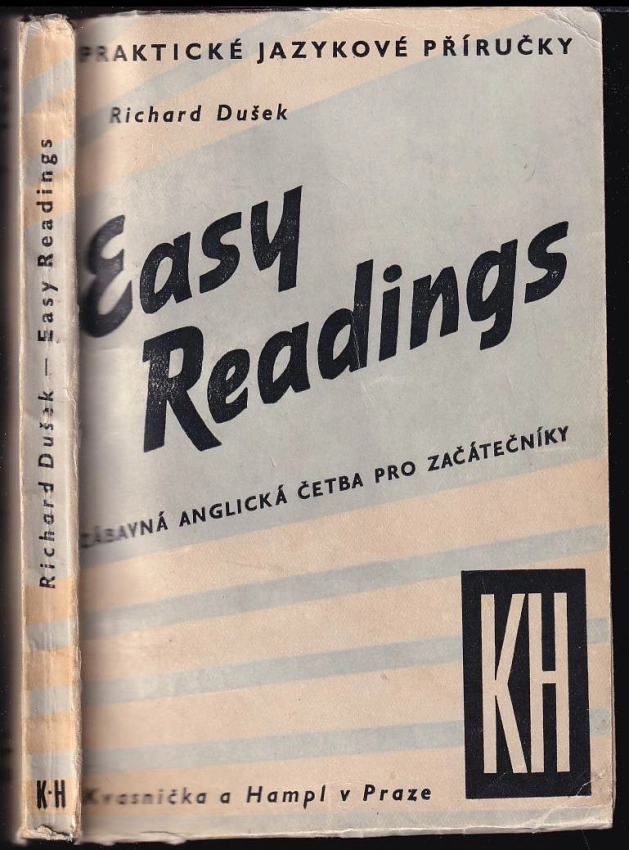 PRAKTICKÉ JAZYKOVÉ PŘÍRUČKY
Richard Dušek
Easy
Readings
ZÁBAVNÁ ANGLICKÁ ČETBA PRO ZAČÁTEČNÍKY
KH
Kvasnička a Hampl v Praze
Richard Dušek — Easy Readings
K·H